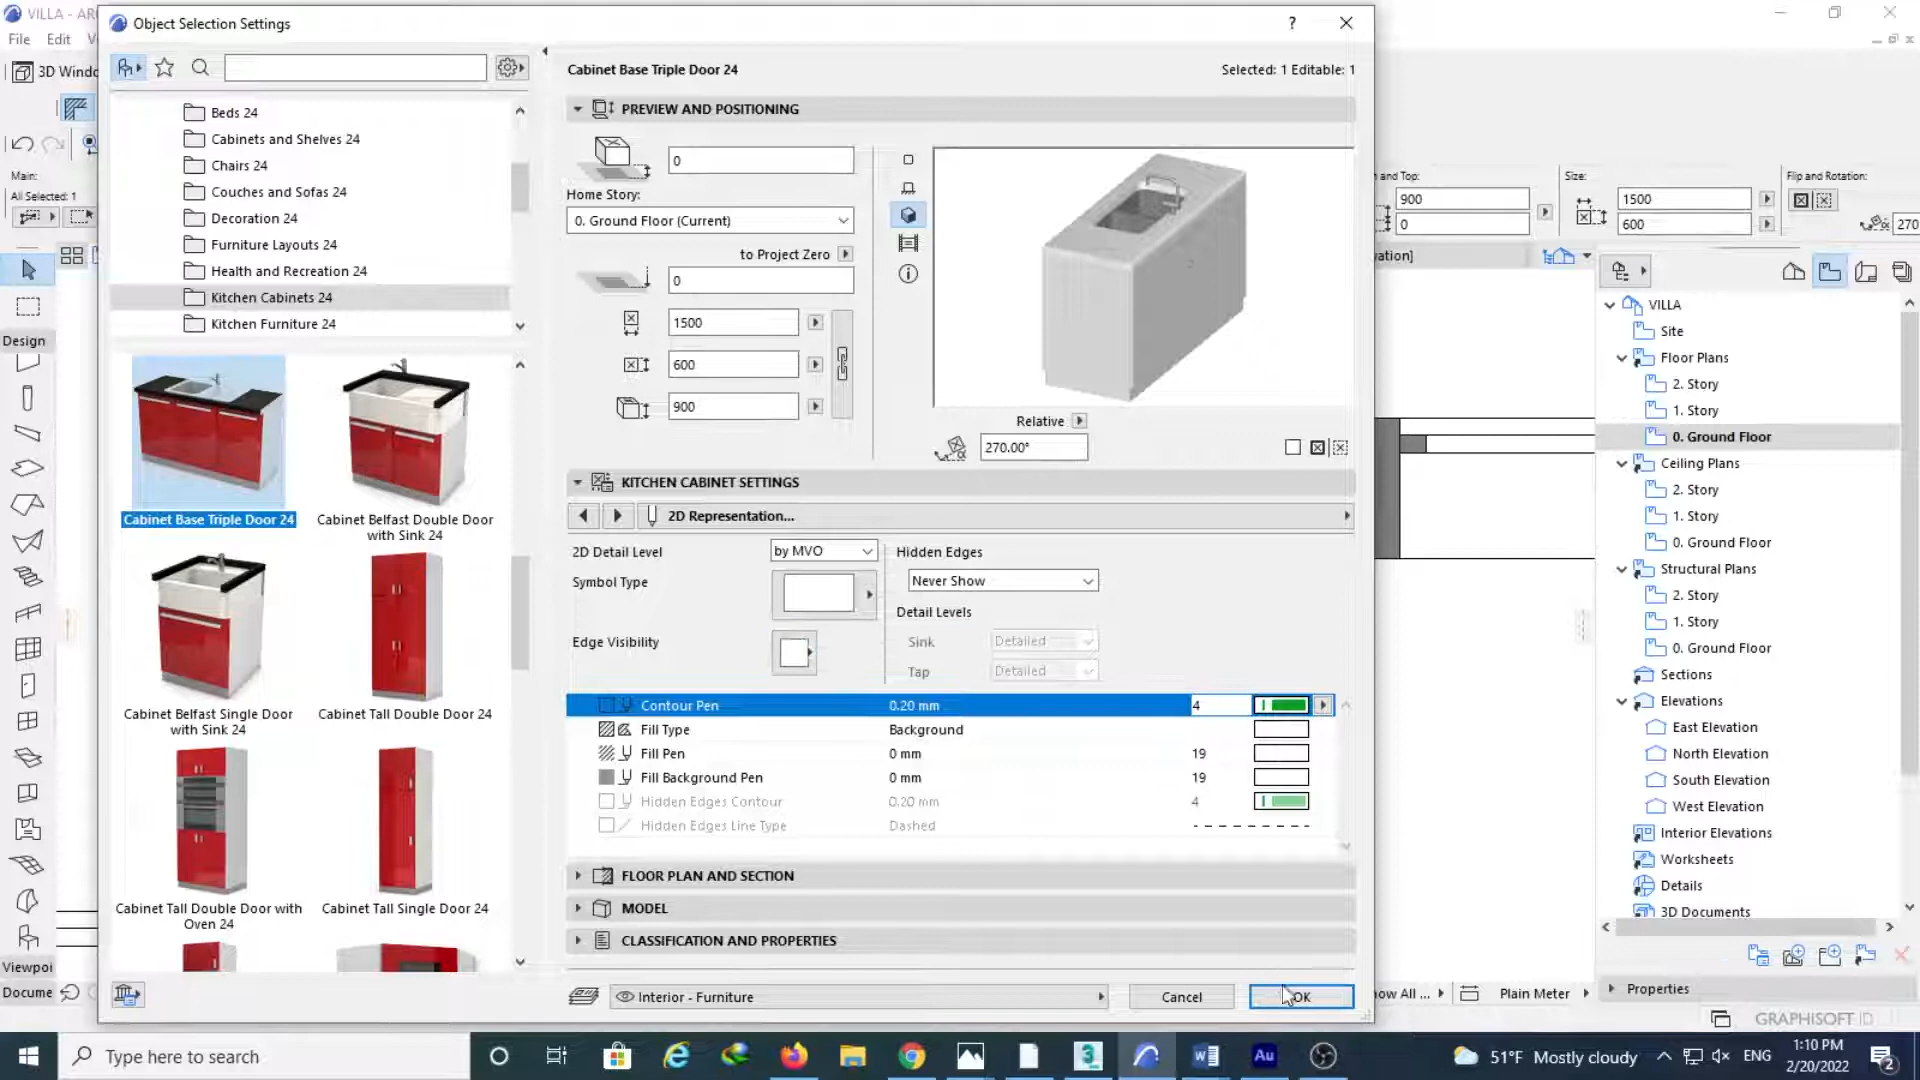 VILLA - AR
Object Selection Settings
?
File Edit V
3D Windo
Cabinet Base Triple Door 24
Selected: 1 Editable: 1
PREVIEW AND POSITIONING
Beds 24
Cabinets and Shelves 24
Chairs 24
Couches and Sofas 24
Decoration 24
Furniture Layouts 24
Health and Recreation 24
Kitchen Cabinets 24
Kitchen Furniture 24
Main:
All Selected: 1
Design
0
Home Story:
0. Ground Floor (Current)
to Project Zero
0
1500
600
900
Relative
270.00°
n and Top:
900
0
Size:
1500
600
Flip and Rotation:
270
vation]
Cabinet Base Triple Door 24
Cabinet Belfast Double Door
with Sink 24
Cabinet Belfast Single Door
with Sink 24
Cabinet Tall Double Door 24
Cabinet Tall Double Door with
Oven 24
Cabinet Tall Single Door 24
KITCHEN CABINET SETTINGS
2D Representation...
2D Detail Level
by MVO
Hidden Edges
Symbol Type
Never Show
Detail Levels
Edge Visibility
Sink
Detailed
Tap
Detailed
Contour Pen 0.20 mm 4
Fill Type Background
Fill Pen 0 mm 19
Fill Background Pen 0 mm 19
Hidden Edges Contour 0.20 mm 4
Hidden Edges Line Type Dashed
FLOOR PLAN AND SECTION
MODEL
CLASSIFICATION AND PROPERTIES
Interior - Furniture
Cancel
OK
VILLA
Site
Floor Plans
2. Story
1. Story
0. Ground Floor
Ceiling Plans
2. Story
1. Story
0. Ground Floor
Structural Plans
2. Story
1. Story
0. Ground Floor
Sections
Elevations
East Elevation
North Elevation
South Elevation
West Elevation
Interior Elevations
Worksheets
Details
3D Documents
Viewpoi
Docume
how All ...
Plain Meter
Properties
GRAPHISOFT ID
Type here to search
3
W
Au
51°F Mostly cloudy
ENG
1:10 PM
2/20/2022
2